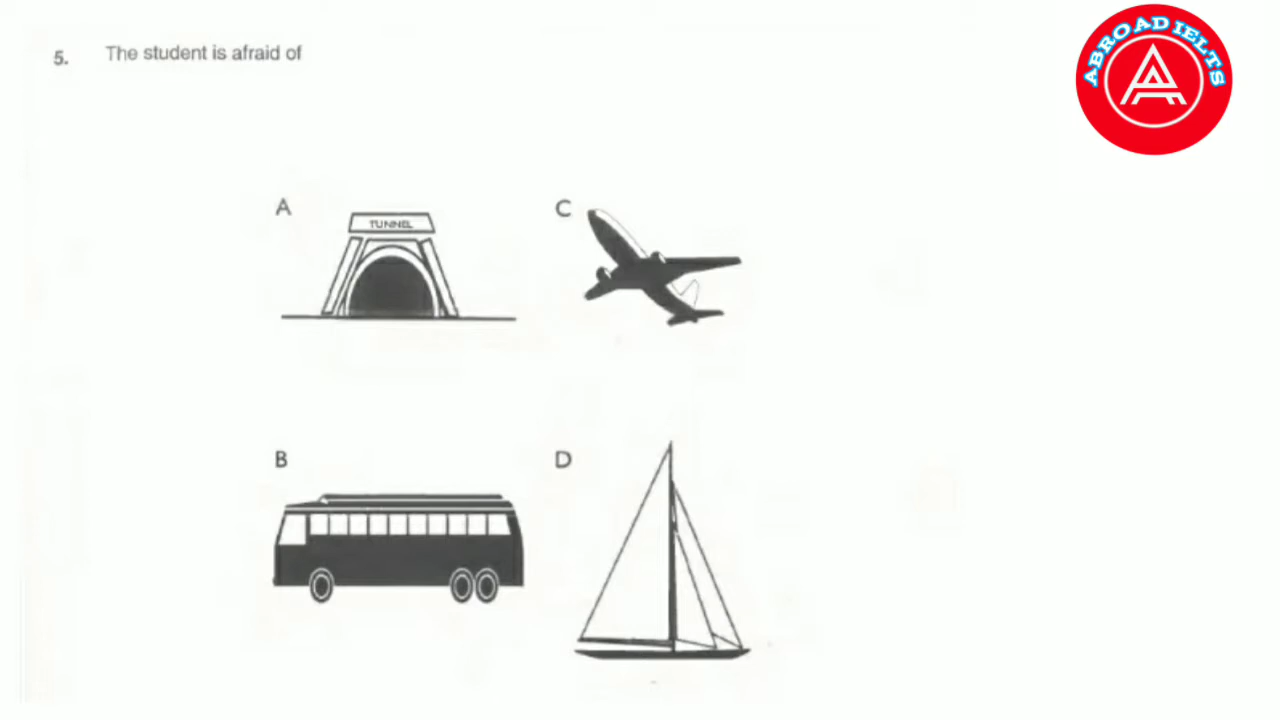 5. The student is afraid of
ABROAD IELTS
A
TUNNEL
C
B
D